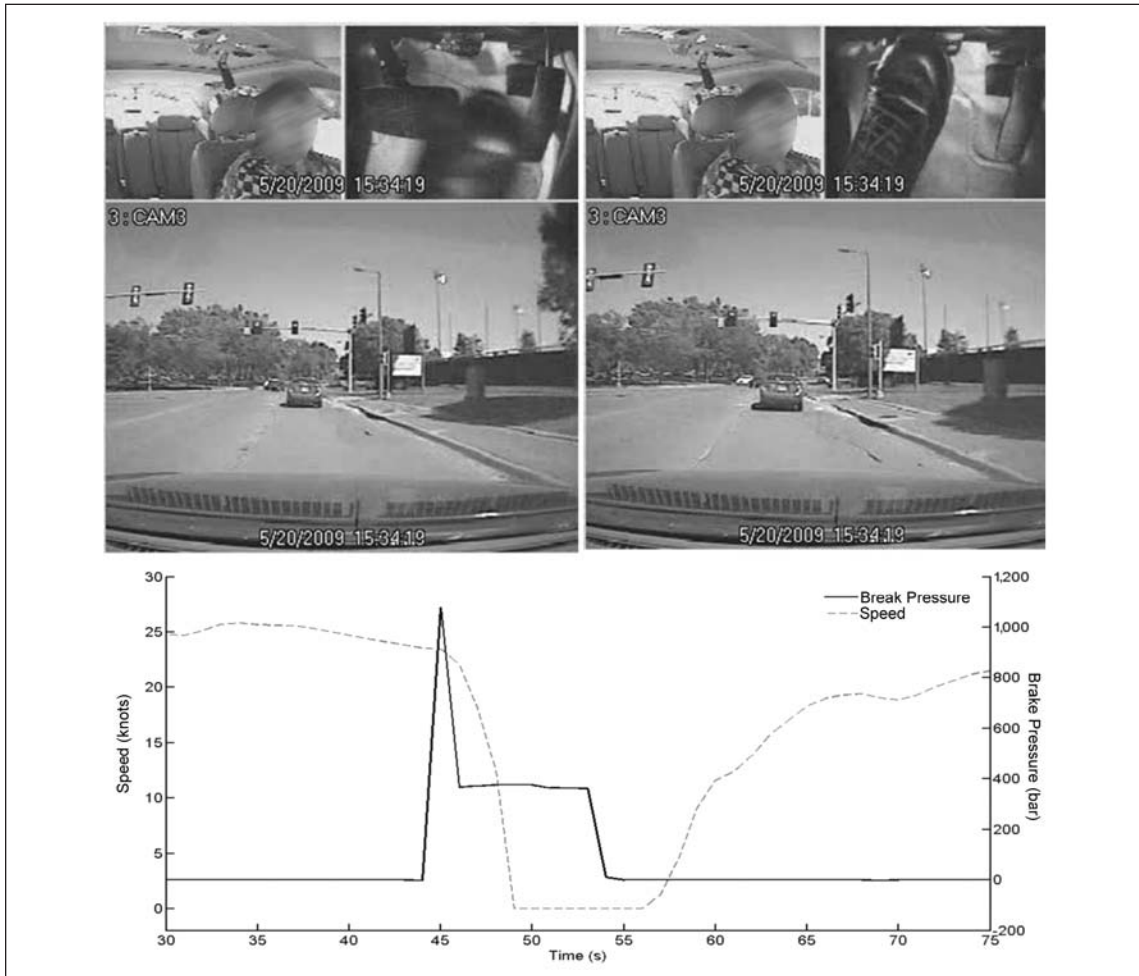 5/20/2009 15:34:19
5/20/2009 15:34:19
3:CAM3
3:CAM3
5/20/2009 15:34:19
5/20/2009 15:34:19
30
25
20
15
10
5
0
Speed (knots)
1,200
1,000
800
600
400
200
0
-200
Brake Pressure (bar)
Break Pressure
Speed
30 35 40 45 50 55 60 65 70 75
Time (s)